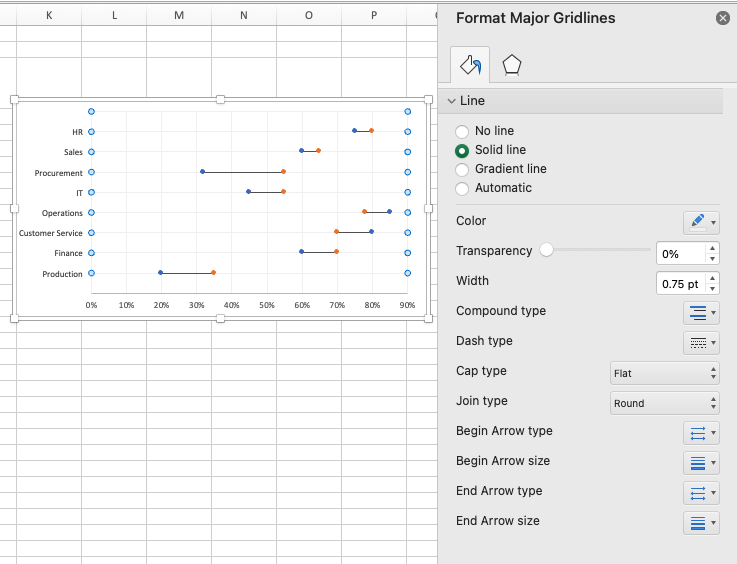 K L M N O P
Format Major Gridlines
Line
No line
Solid line
Gradient line
Automatic
Color
Transparency 0%
Width 0.75 pt
Compound type
Dash type
Cap type Flat
Join type Round
Begin Arrow type
Begin Arrow size
End Arrow type
End Arrow size
HR
Sales
Procurement
IT
Operations
Customer Service
Finance
Production
0% 10% 20% 30% 40% 50% 60% 70% 80% 90%